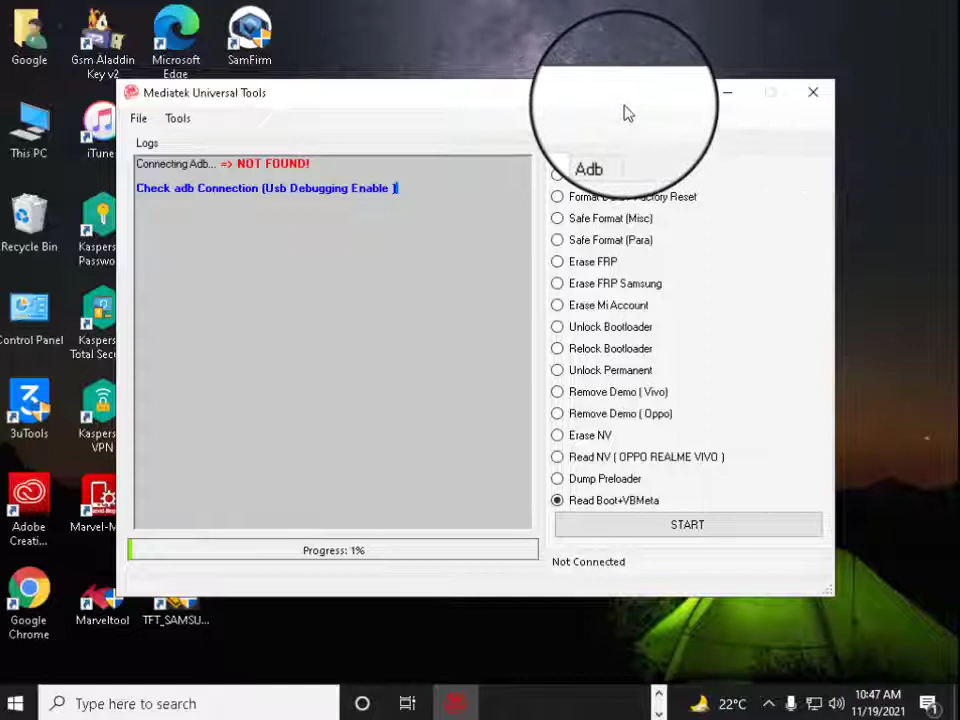 Google
Gsm Aladdin
Key v2
Microsoft
Edge
SamFirm
This PC
iTune
Recycle Bin
Kaspers
Passwo
Control Panel
Kaspers
Total Secu
3uTools
Kaspers
VPN
Adobe
Creati...
Marvel-M
Google
Chrome
Marveltool
TFT_SAMSU...
Mediatek Universal Tools
File Tools
Logs
Connecting Adb... => NOT FOUND!
Check adb Connection (Usb Debugging Enable )
Adb
Factory Reset
Safe Format (Misc)
Safe Format (Para)
Erase FRP
Erase FRP Samsung
Erase Mi Account
Unlock Bootloader
Relock Bootloader
Unlock Permanent
Remove Demo ( Vivo)
Remove Demo ( Oppo)
Erase NV
Read NV ( OPPO REALME VIVO )
Dump Preloader
Read Boot+VBMeta
START
Progress: 1%
Not Connected
Type here to search
22°C
10:47 AM
11/19/2021
1